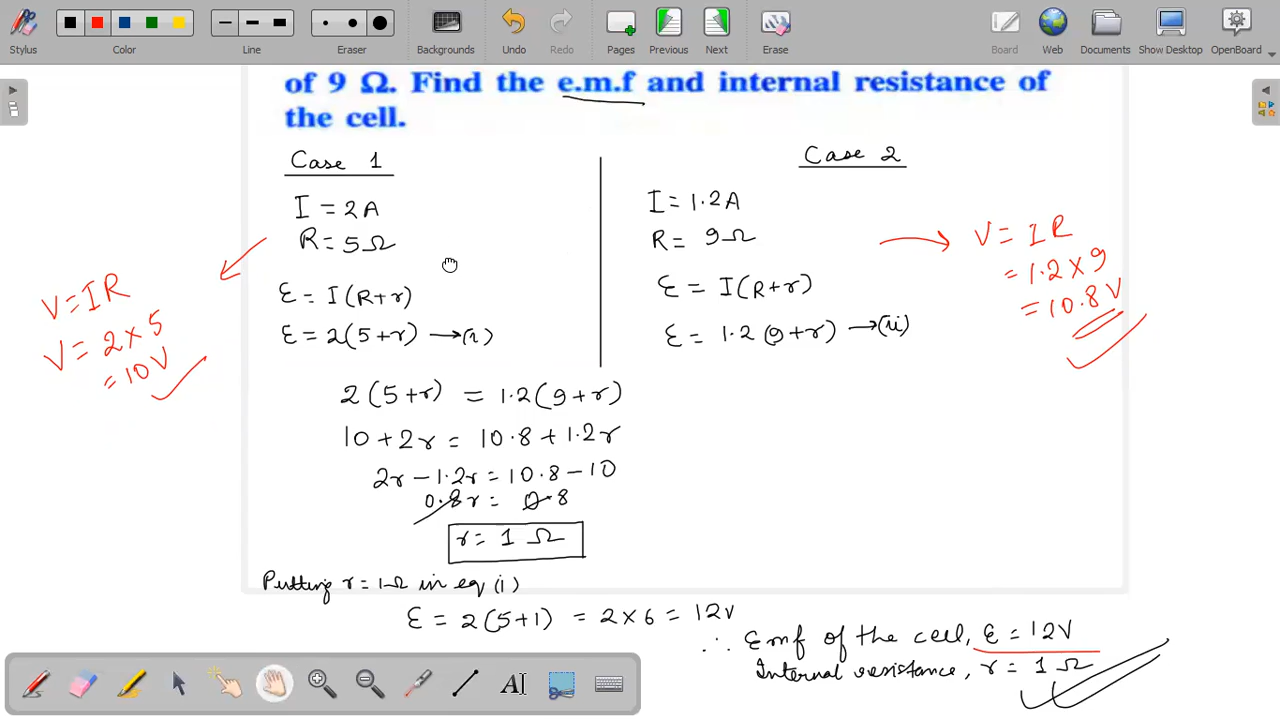 Stylus
Color
Line
Eraser
Backgrounds
Undo
Redo
Pages
Previous
Next
Erase
Board
Web
Documents
Show Desktop
OpenBoard
of 9 Ω. Find the e.m.f and internal resistance of
the cell.
Case 1
I = 2A
R = 5Ω
ε = I(R+r)
ε = 2(5+r) →(i)
V = IR
V = 2 × 5
= 10V
Case 2
I = 1.2A
R = 9Ω
ε = I(R+r)
ε = 1.2(9+r) →(ii)
V = IR
= 1.2 × 9
= 10.8 V
2(5+r) = 1.2(9+r)
10 + 2r = 10.8 + 1.2r
2r - 1.2r = 10.8 - 10
0.8r = 0.8
r = 1 Ω
Putting r = 1Ω in eq (i)
ε = 2(5+1) = 2 × 6 = 12V
∴ Emf of the cell, ε = 12V
Internal resistance, r = 1 Ω